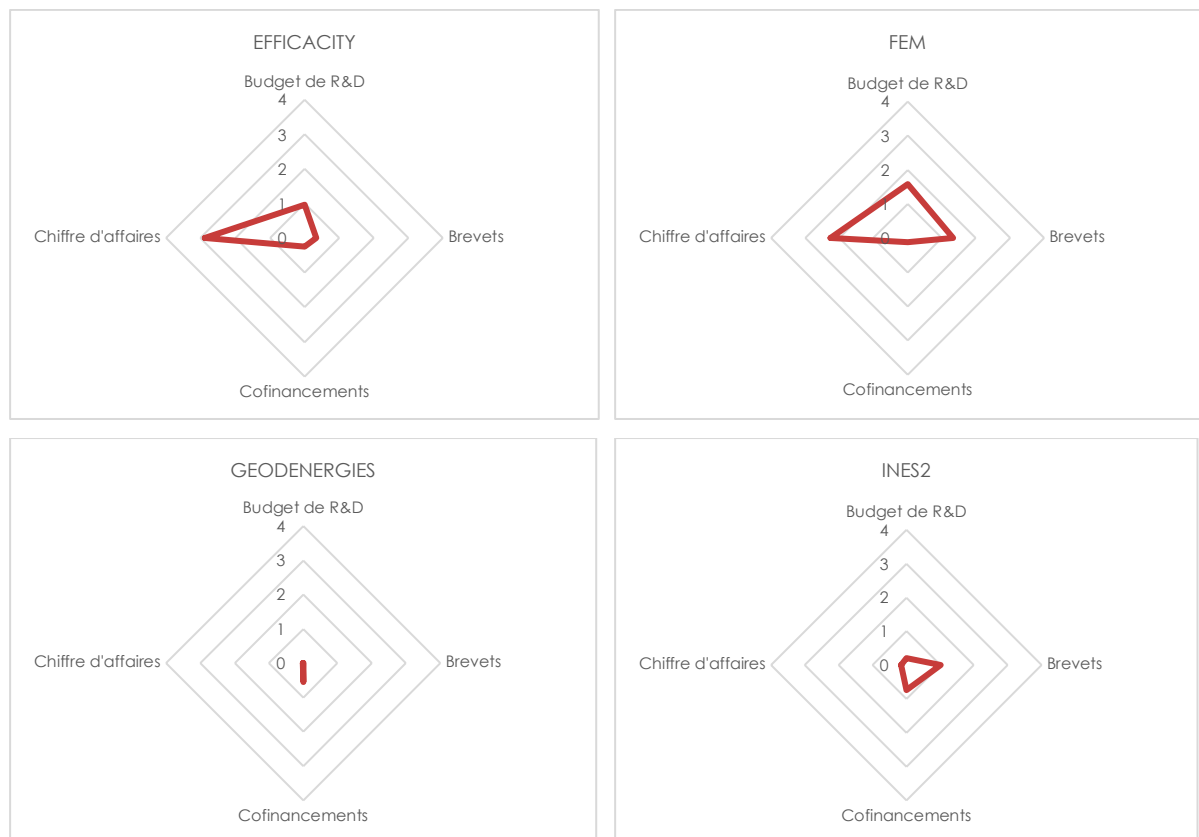 EFFICACITY
Budget de R&D
4
3
2
1
0
Chiffre d'affaires
Brevets
Cofinancements
FEM
Budget de R&D
4
3
2
1
0
Chiffre d'affaires
Brevets
Cofinancements
GEODENERGIES
Budget de R&D
4
3
2
1
0
Chiffre d'affaires
Brevets
Cofinancements
INES2
Budget de R&D
4
3
2
1
0
Chiffre d'affaires
Brevets
Cofinancements